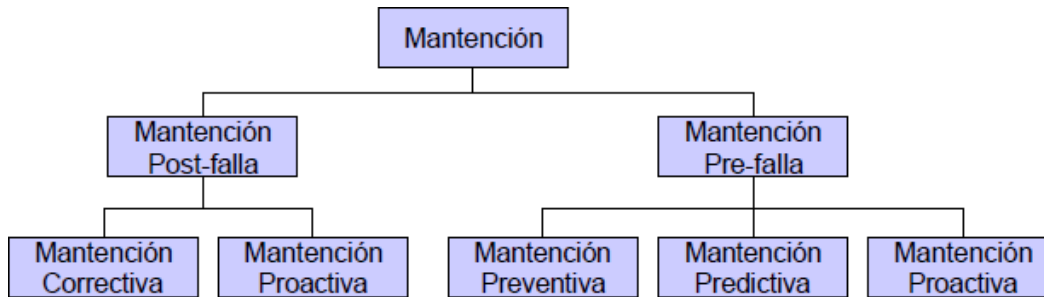 Mantención
Mantención
Post-falla
Mantención
Pre-falla
Mantención
Correctiva
Mantención
Proactiva
Mantención
Preventiva
Mantención
Predictiva
Mantención
Proactiva